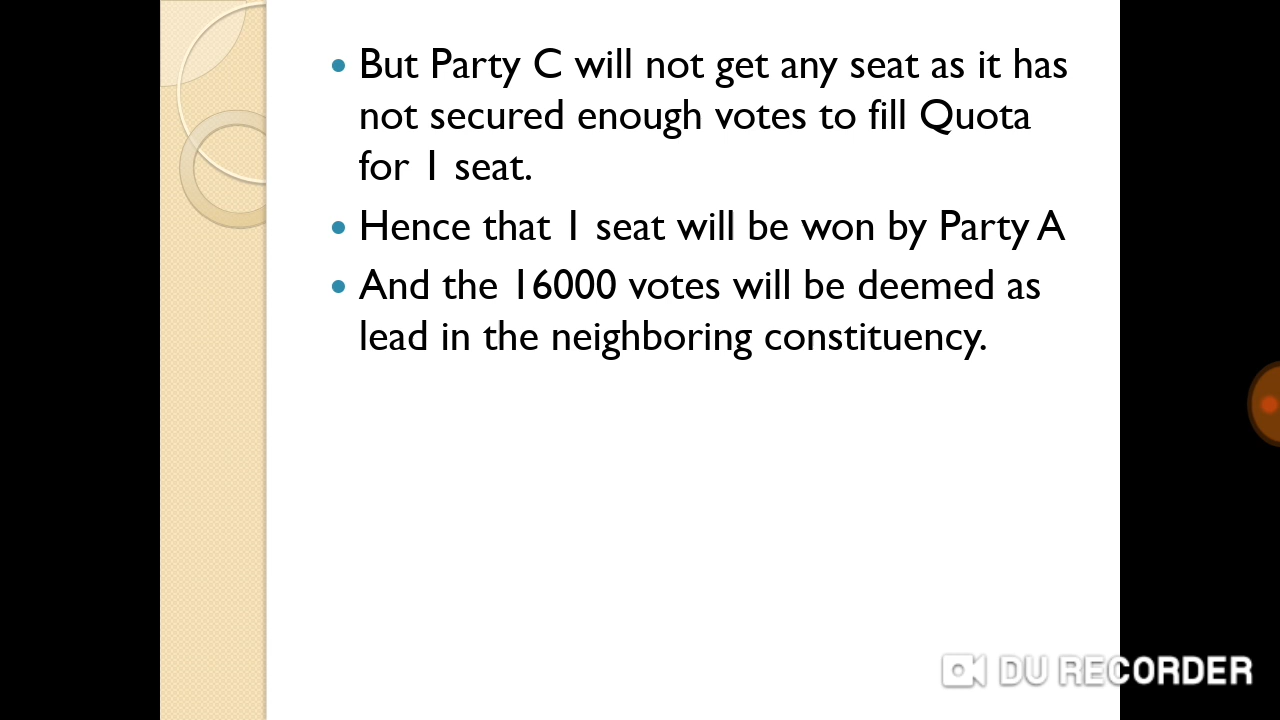 But Party C will not get any seat as it has
not secured enough votes to fill Quota
for 1 seat.
Hence that 1 seat will be won by Party A
And the 16000 votes will be deemed as
lead in the neighboring constituency.
DU RECORDER